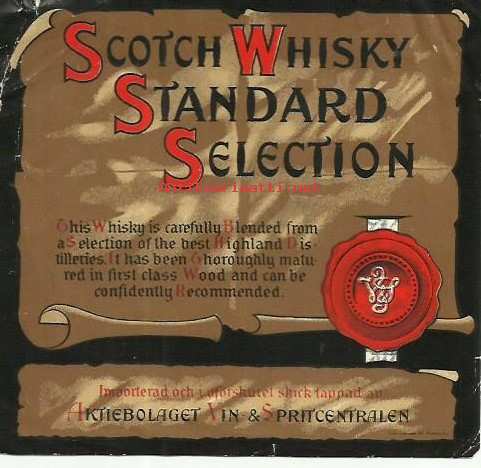 SCOTCH WHISKY
STANDARD
SELECTION
This Whisky is carefully Blended from
a Selection of the best Highland Dis-
tilleries. It has been Thoroughly matu-
red in first class Wood and can be
confidently Recommended.
Importerad och i oförskuret skick tappad av
AKTIEBOLAGET VIN- & SPRITCENTRALEN